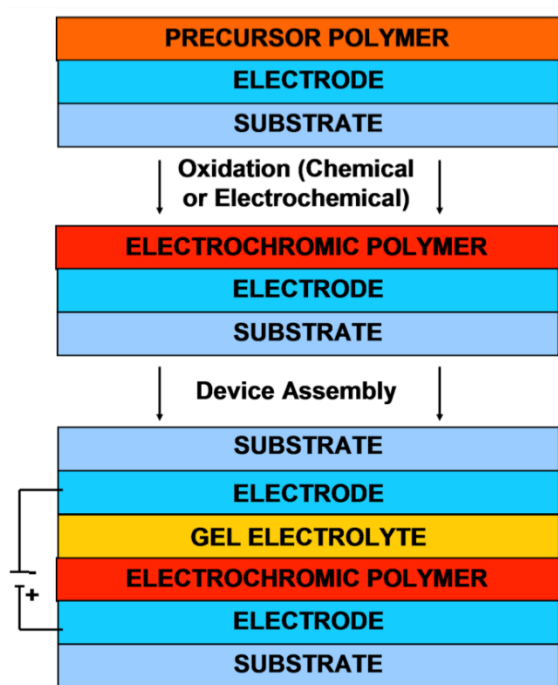 PRECURSOR POLYMER
ELECTRODE
SUBSTRATE
Oxidation (Chemical
or Electrochemical)
ELECTROCHROMIC POLYMER
ELECTRODE
SUBSTRATE
Device Assembly
SUBSTRATE
ELECTRODE
GEL ELECTROLYTE
-
ELECTROCHROMIC POLYMER
+
ELECTRODE
SUBSTRATE